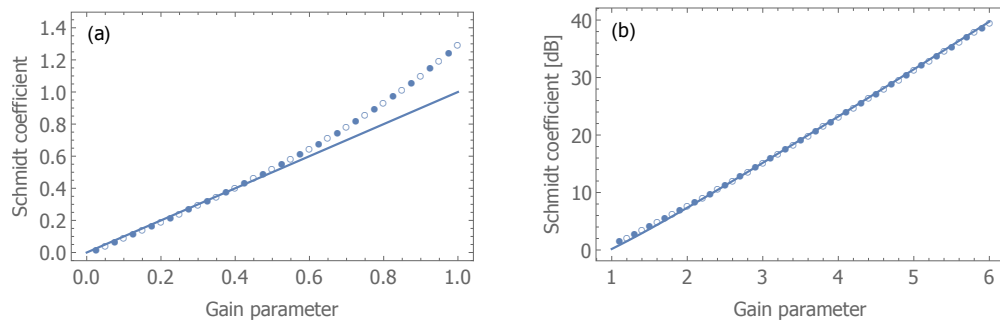 (a)
Schmidt coefficient
1.4
1.2
1.0
0.8
0.6
0.4
0.2
0.0
0.0 0.2 0.4 0.6 0.8 1.0
Gain parameter
(b)
Schmidt coefficient [dB]
40
30
20
10
0
1 2 3 4 5 6
Gain parameter